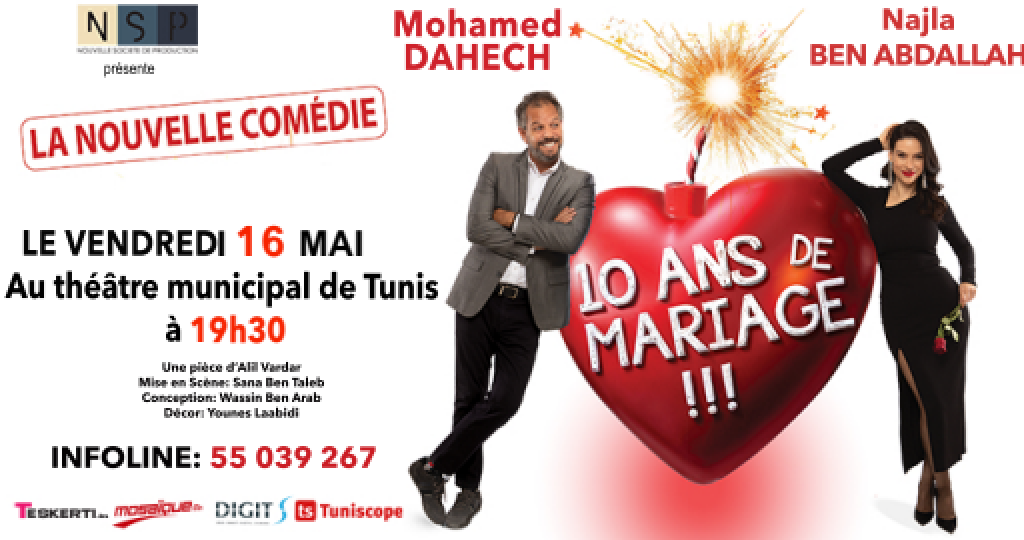 NSP
NOUVELLE SOCIETE DE PRODUCTION
présente
LA NOUVELLE COMÉDIE
LE VENDREDI 16 MAI
Au théâtre municipal de Tunis
à 19h30
Une pièce d'Alil Vardar
Mise en Scène: Sana Ben Taleb
Conception: Wassin Ben Arab
Décor: Younes Laabidi
INFOLINE: 55 039 267
TESKERTI
mosaïque
DIGIT
ts Tuniscope
Mohamed
DAHECH
Najla
BEN ABDALLAH
10 ANS DE
MARIAGE
!!!